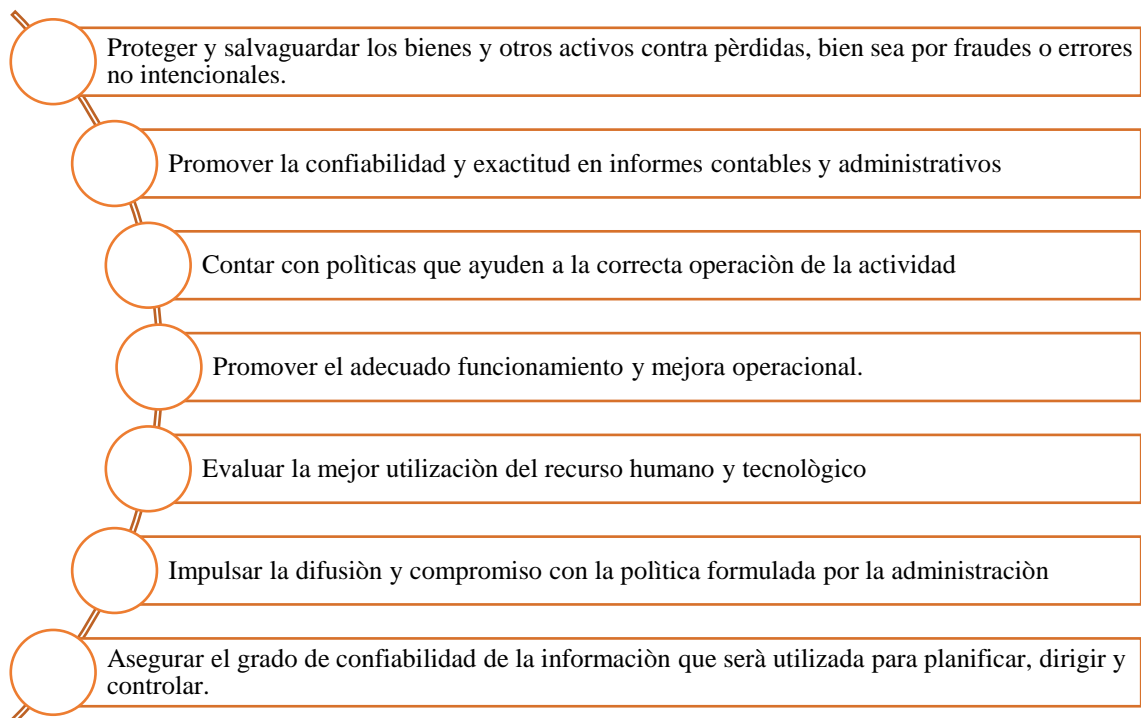 Proteger y salvaguardar los bienes y otros activos contra pèrdidas, bien sea por fraudes o errores
no intencionales.
Promover la confiabilidad y exactitud en informes contables y administrativos
Contar con polìticas que ayuden a la correcta operaciòn de la actividad
Promover el adecuado funcionamiento y mejora operacional.
Evaluar la mejor utilizaciòn del recurso humano y tecnològico
Impulsar la difusiòn y compromiso con la polìtica formulada por la administraciòn
Asegurar el grado de confiabilidad de la informaciòn que serà utilizada para planificar, dirigir y
controlar.